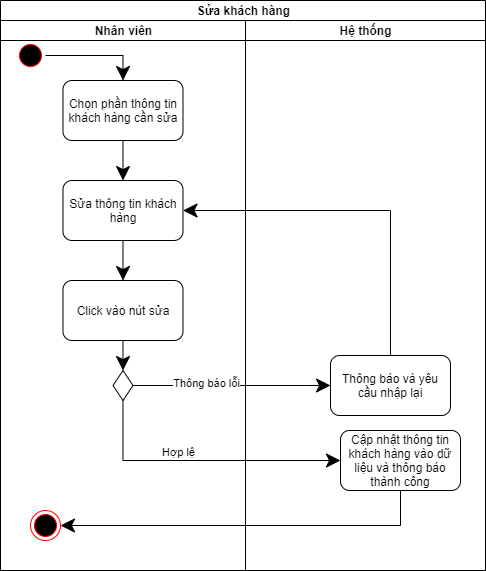 Sửa khách hàng
Nhân viên
Hệ thống
Chọn phần thông tin
khách hàng cần sửa
Sửa thông tin khách
hàng
Click vào nút sửa
Thông báo lỗi
Thông báo và yêu
cầu nhập lại
Hợp lệ
Cập nhật thông tin
khách hàng vào dữ
liệu và thông báo
thành công